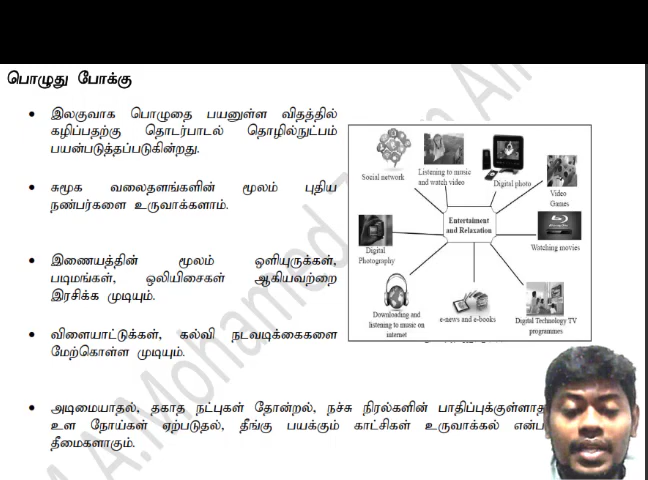 பொழுது போக்கு
இலகுவாக பொழுதை பயனுள்ள விதத்தில்
கழிப்பதற்கு தொடர்பாடல் தொழில்நுட்பம்
பயன்படுத்தப்படுகின்றது.
சுமூக வலைதளங்களின் மூலம் புதிய
நண்பர்களை உருவாக்களாம்.
இணையத்தின் மூலம் ஒளியுருக்கள்,
படிமங்கள், ஒலியிசைகள் ஆகியவற்றை
இரசிக்க முடியும்.
விளையாட்டுக்கள், கல்வி நடவடிக்கைகளை
மேற்கொள்ள முடியும்.
அடிமையாதல், தகாத நட்புகள் தோன்றல், நச்சு நிரல்களின்
உள நோய்கள் ஏற்படுதல், தீங்கு பயக்கும் காட்சிகள் உருவாக்கல்
தீமைகளாகும்.
Social network
Listening to music
and watch video
Digital photo
Video
Games
Entertalment
and Relaxation
Watching movies
Digital
Photography
Downloading and
listening to music on
internet
e-news and e-books
Digital Technology TV
programmes
A.Mohamed